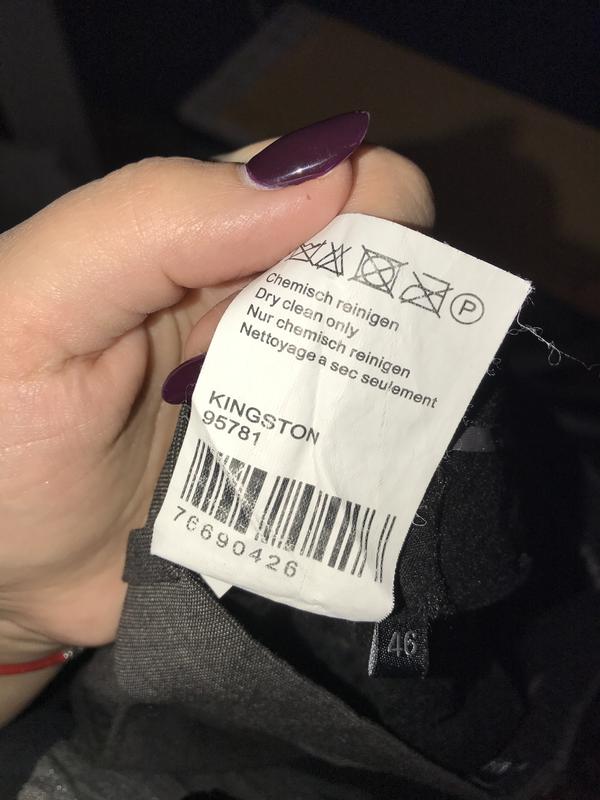 P
Chemisch reinigen
Dry clean only
Nur chemisch reinigen
Nettoyage a sec seulement
KINGSTON
95781
76690426
46